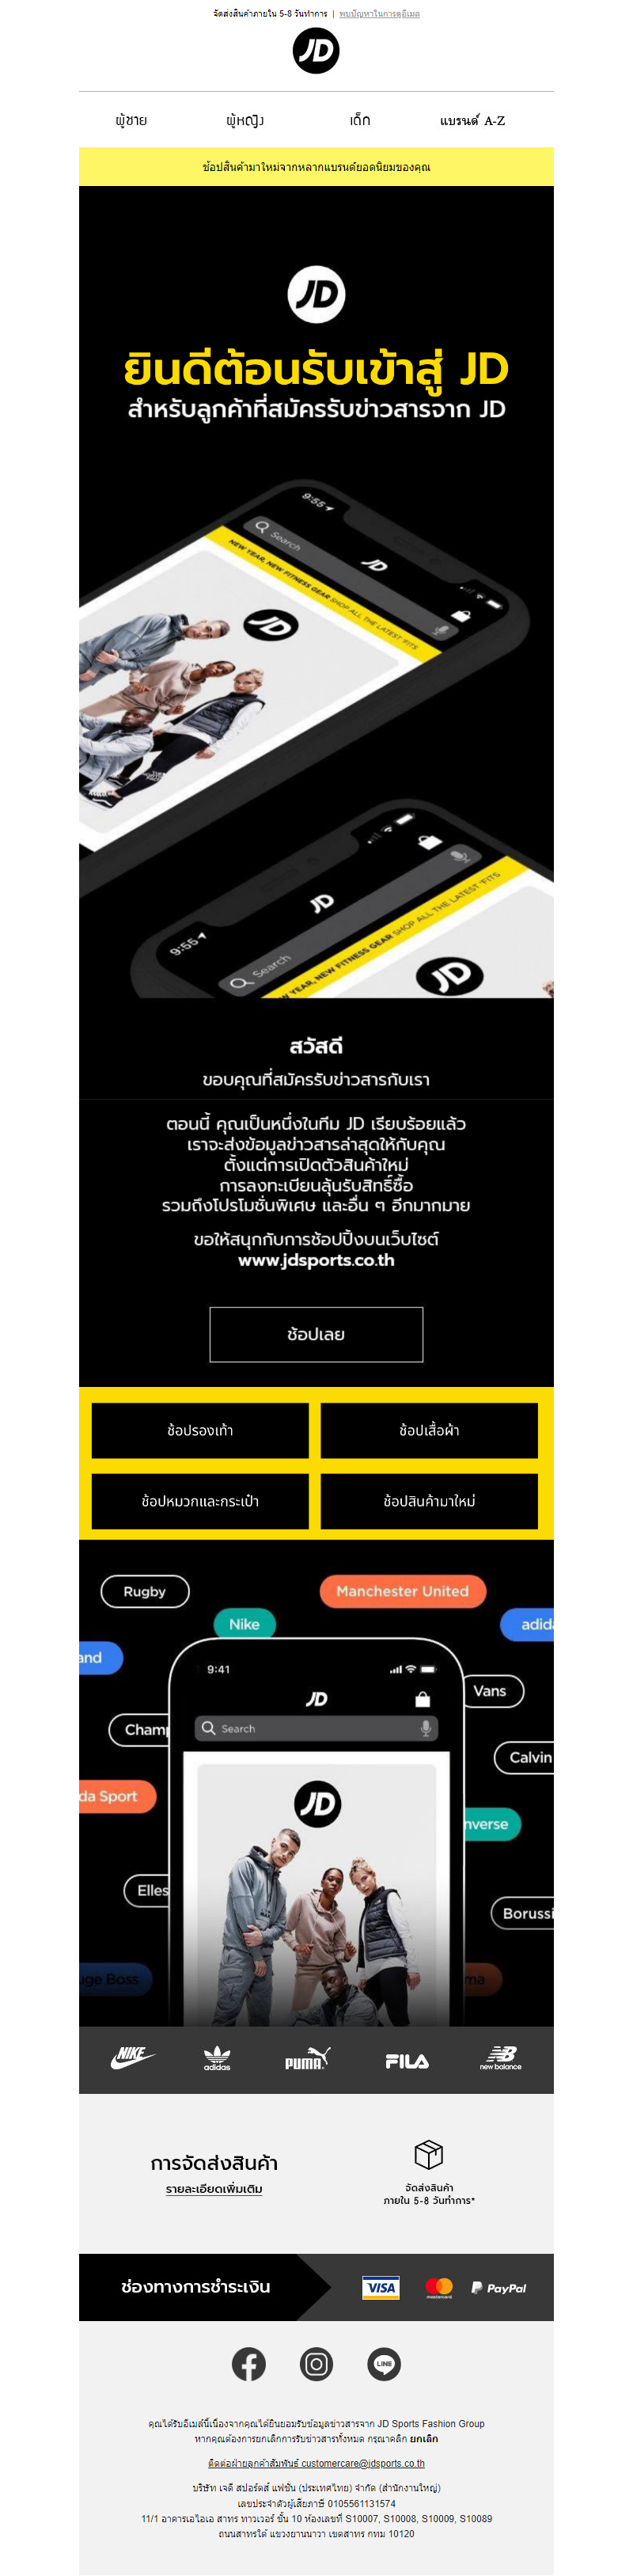 จัดส่งสินค้าภายใน 5-8 วันทำการ | พบปัญหาในการดูอีเมล
JD
ผู้ชาย ผู้หญิง เด็ก แบรนด์ A-Z
ช้อปสินค้ามาใหม่จากหลากแบรนด์ยอดนิยมของคุณ
JD
ยินดีต้อนรับเข้าสู่ JD
สำหรับลูกค้าที่สมัครรับข่าวสารจาก JD
9:55
Search
JD
NEW YEAR, NEW FITNESS GEAR SHOP ALL THE LATEST 'FITS
JD
9:55
Search
JD
NEW YEAR, NEW FITNESS GEAR SHOP ALL THE LATEST 'FITS
JD
สวัสดี
ขอบคุณที่สมัครรับข่าวสารกับเรา
ตอนนี้ คุณเป็นหนึ่งในทีม JD เรียบร้อยแล้ว
เราจะส่งข้อมูลข่าวสารล่าสุดให้กับคุณ
ตั้งแต่การเปิดตัวสินค้าใหม่
การลงทะเบียนลุ้นรับสิทธิ์ซื้อ
รวมถึงโปรโมชั่นพิเศษ และอื่น ๆ อีกมากมาย
ขอให้สนุกกับการช้อปปิ้งบนเว็บไซต์
www.jdsports.co.th
ช้อปเลย
ช้อปรองเท้า ช้อปเสื้อผ้า
ช้อปหมวกและกระเป๋า ช้อปสินค้ามาใหม่
Rugby Manchester United
Nike adida
and 9:41
JD Vans
Champ Search
Calvin
da Sport JD
nverse
Elles
Borussi
uge Boss ma
NIKE adidas PUMA FILA new balance
การจัดส่งสินค้า
รายละเอียดเพิ่มเติม
จัดส่งสินค้า
ภายใน 5-8 วันทำการ*
ช่องทางการชำระเงิน VISA mastercard PayPal
LINE
คุณได้รับอีเมล์นี้เนื่องจากคุณได้ยินยอมรับข้อมูลข่าวสารจาก JD Sports Fashion Group
หากคุณต้องการยกเลิกการรับข่าวสารทั้งหมด กรุณาคลิก ยกเลิก
ติดต่อฝ่ายลูกค้าสัมพันธ์ customercare@jdsports.co.th
บริษัท เจดี สปอร์ตส์ แฟชั่น (ประเทศไทย) จำกัด (สำนักงานใหญ่)
เลขประจำตัวผู้เสียภาษี 0105561131574
11/1 อาคารเอไอเอ สาทร ทาวเวอร์ ชั้น 10 ห้องเลขที่ S10007, S10008, S10009, S10089
ถนนสาทรใต้ แขวงยานนาวา เขตสาทร กทม 10120